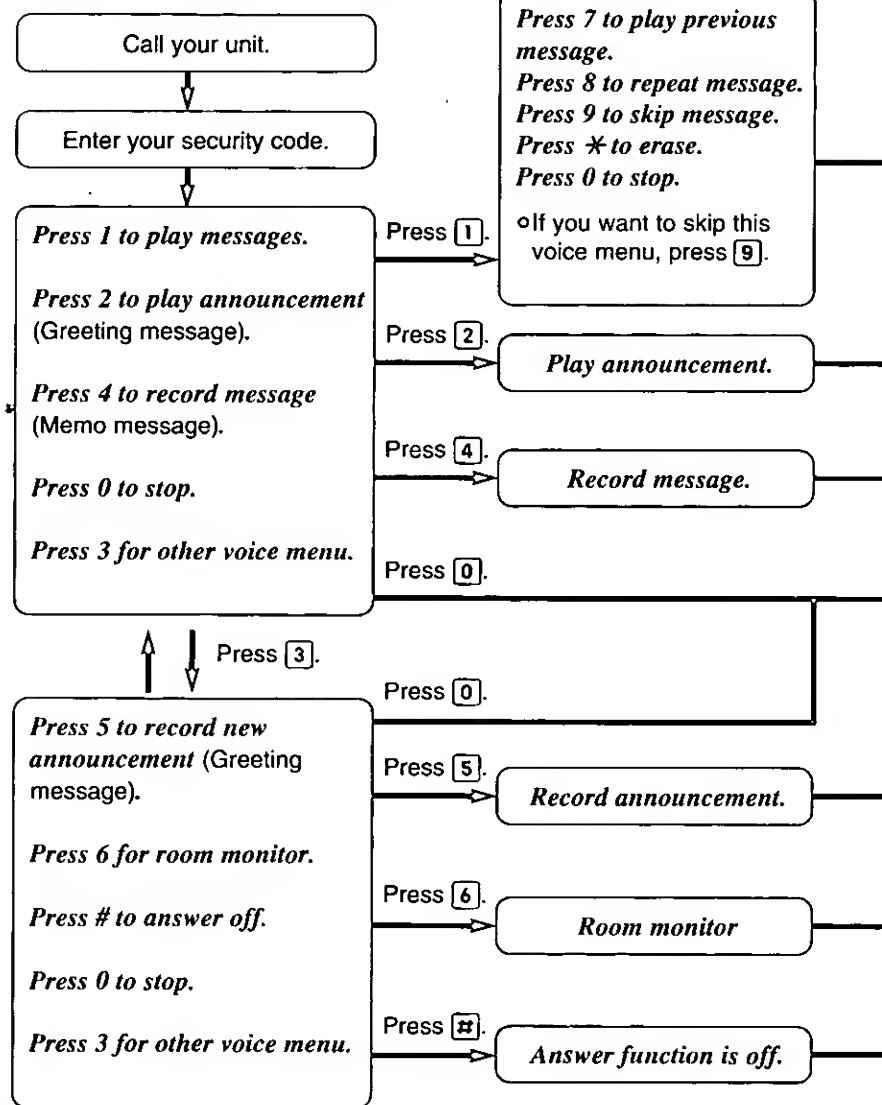 Call your unit.
Enter your security code.
Press 1 to play messages.
Press 2 to play announcement
(Greeting message).
Press 4 to record message
(Memo message).
Press 0 to stop.
Press 3 for other voice menu.
Press 1.
Press 7 to play previous
message.
Press 8 to repeat message.
Press 9 to skip message.
Press * to erase.
Press 0 to stop.
If you want to skip this
voice menu, press 9.
Press 2.
Play announcement.
Press 4.
Record message.
Press 0.
Press 3.
Press 5 to record new
announcement (Greeting
message).
Press 6 for room monitor.
Press # to answer off.
Press 0 to stop.
Press 3 for other voice menu.
Press 0.
Press 5.
Record announcement.
Press 6.
Room monitor
Press #.
Answer function is off.